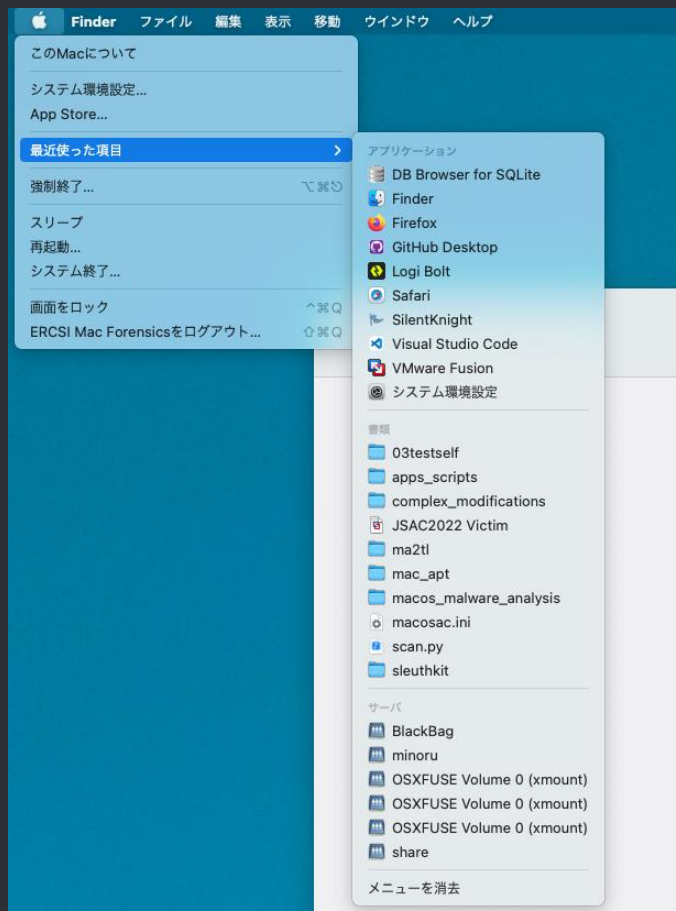 Finder ファイル 編集 表示 移動 ウインドウ ヘルプ
このMacについて
システム環境設定...
App Store...
最近使った項目
強制終了... ⌥⌘⎋
スリープ
再起動...
システム終了...
画面をロック ^⌘Q
ERCSI Mac Forensicsをログアウト... ⇧⌘Q
アプリケーション
DB Browser for SQLite
Finder
Firefox
GitHub Desktop
Logi Bolt
Safari
SilentKnight
Visual Studio Code
VMware Fusion
システム環境設定
書類
03testself
apps_scripts
complex_modifications
JSAC2022 Victim
ma2tl
mac_apt
macos_malware_analysis
macosac.ini
scan.py
sleuthkit
サーバ
BlackBag
minoru
OSXFUSE Volume 0 (xmount)
OSXFUSE Volume 0 (xmount)
OSXFUSE Volume 0 (xmount)
share
メニューを消去